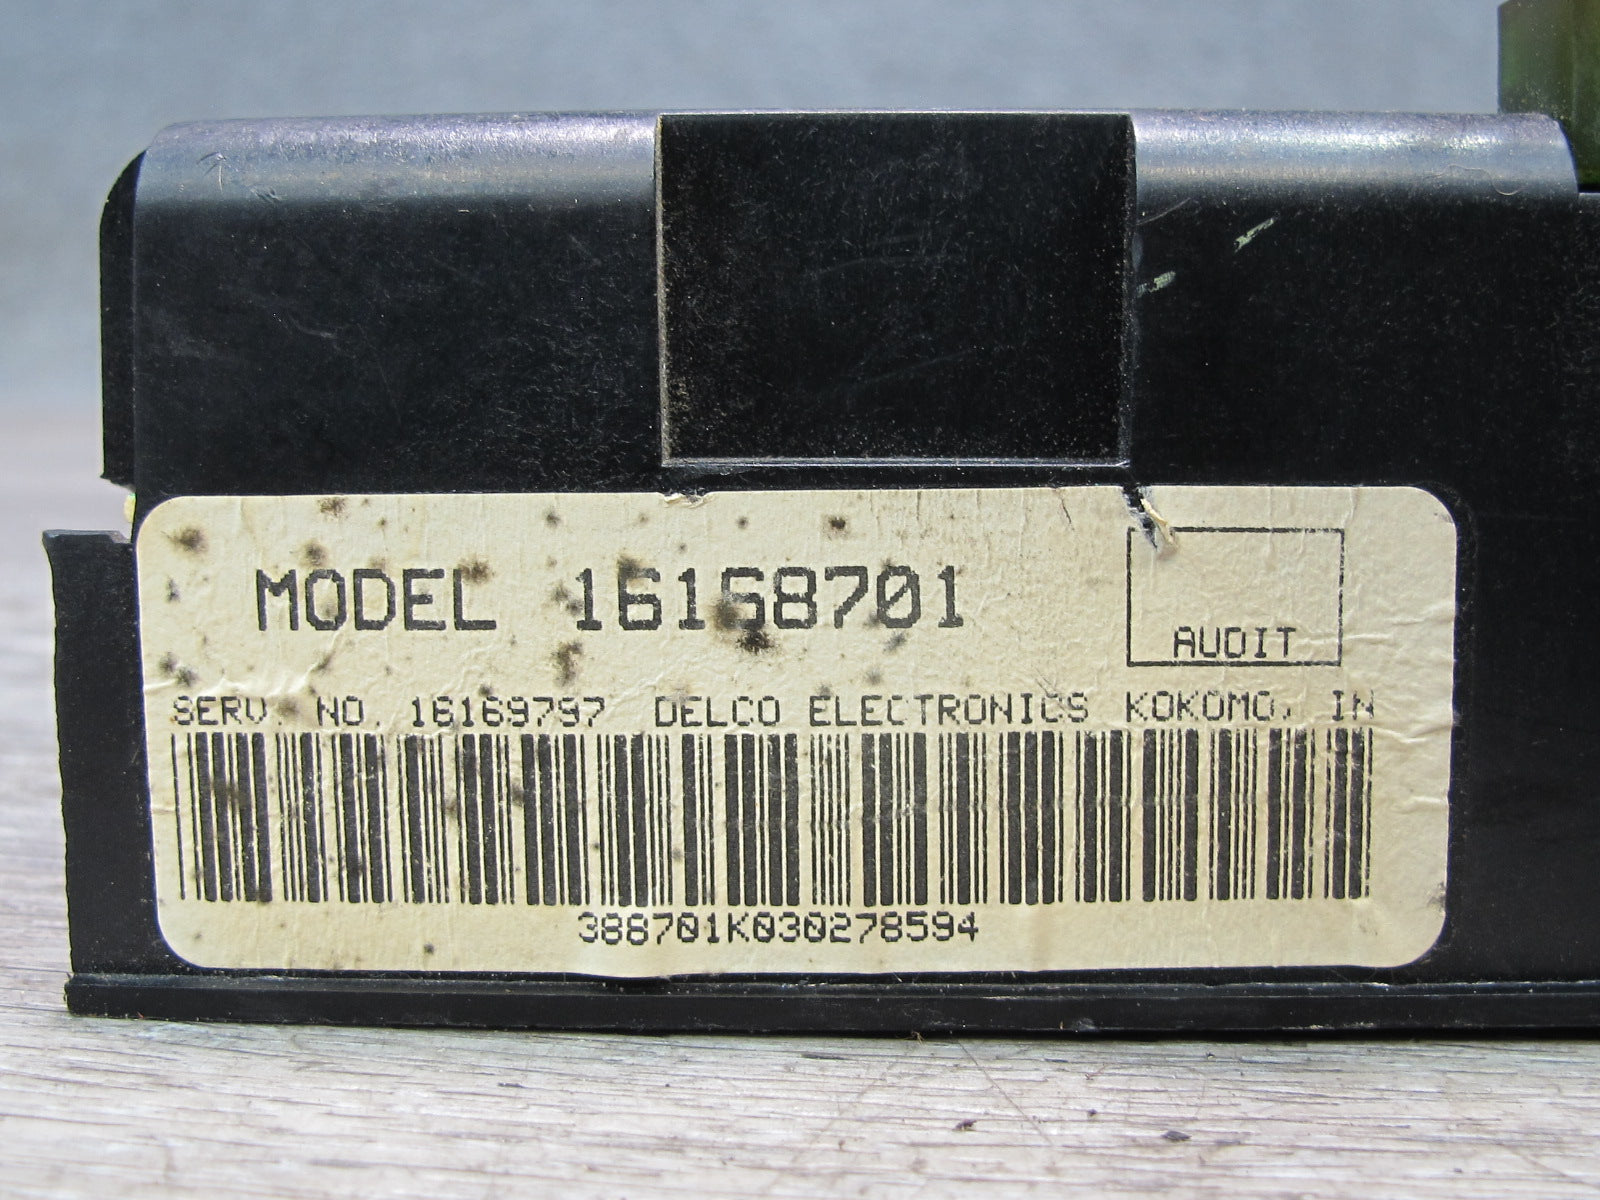 MODEL 16168701
AUDIT
SERV. NO. 16169797 DELCO ELECTRONICS KOKOMO, IN
388701K030278594